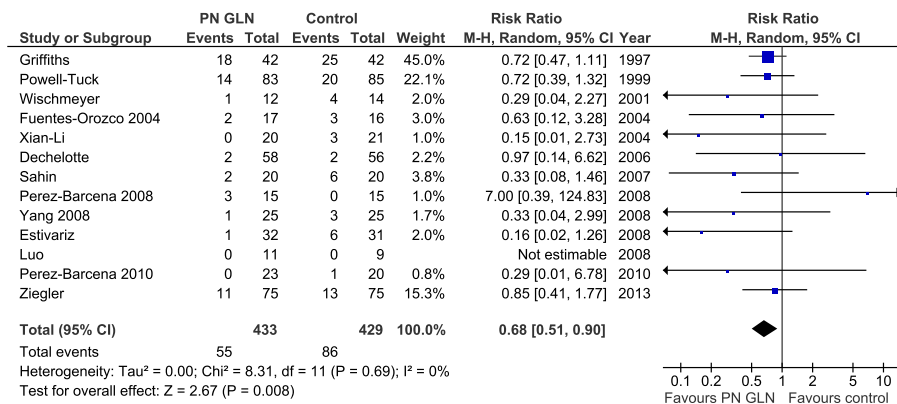 PN GLN Control Risk Ratio Risk Ratio
Study or Subgroup Events Total Events Total Weight M-H, Random, 95% CI Year M-H, Random, 95% CI
Griffiths 18 42 25 42 45.0% 0.72 [0.47, 1.11] 1997
Powell-Tuck 14 83 20 85 22.1% 0.72 [0.39, 1.32] 1999
Wischmeyer 1 12 4 14 2.0% 0.29 [0.04, 2.27] 2001
Fuentes-Orozco 2004 2 17 3 16 3.1% 0.63 [0.12, 3.28] 2004
Xian-Li 0 20 3 21 1.0% 0.15 [0.01, 2.73] 2004
Dechelotte 2 58 2 56 2.2% 0.97 [0.14, 6.62] 2006
Sahin 2 20 6 20 3.8% 0.33 [0.08, 1.46] 2007
Perez-Barcena 2008 3 15 0 15 1.0% 7.00 [0.39, 124.83] 2008
Yang 2008 1 25 3 25 1.7% 0.33 [0.04, 2.99] 2008
Estivariz 1 32 6 31 2.0% 0.16 [0.02, 1.26] 2008
Luo 0 11 0 9 Not estimable 2008
Perez-Barcena 2010 0 23 1 20 0.8% 0.29 [0.01, 6.78] 2010
Ziegler 11 75 13 75 15.3% 0.85 [0.41, 1.77] 2013
Total (95% CI) 433 429 100.0% 0.68 [0.51, 0.90]
Total events 55 86
Heterogeneity: Tau² = 0.00; Chi² = 8.31, df = 11 (P = 0.69); I² = 0%
Test for overall effect: Z = 2.67 (P = 0.008)
0.1 0.2 0.5 1 2 5 10
Favours PN GLN Favours control